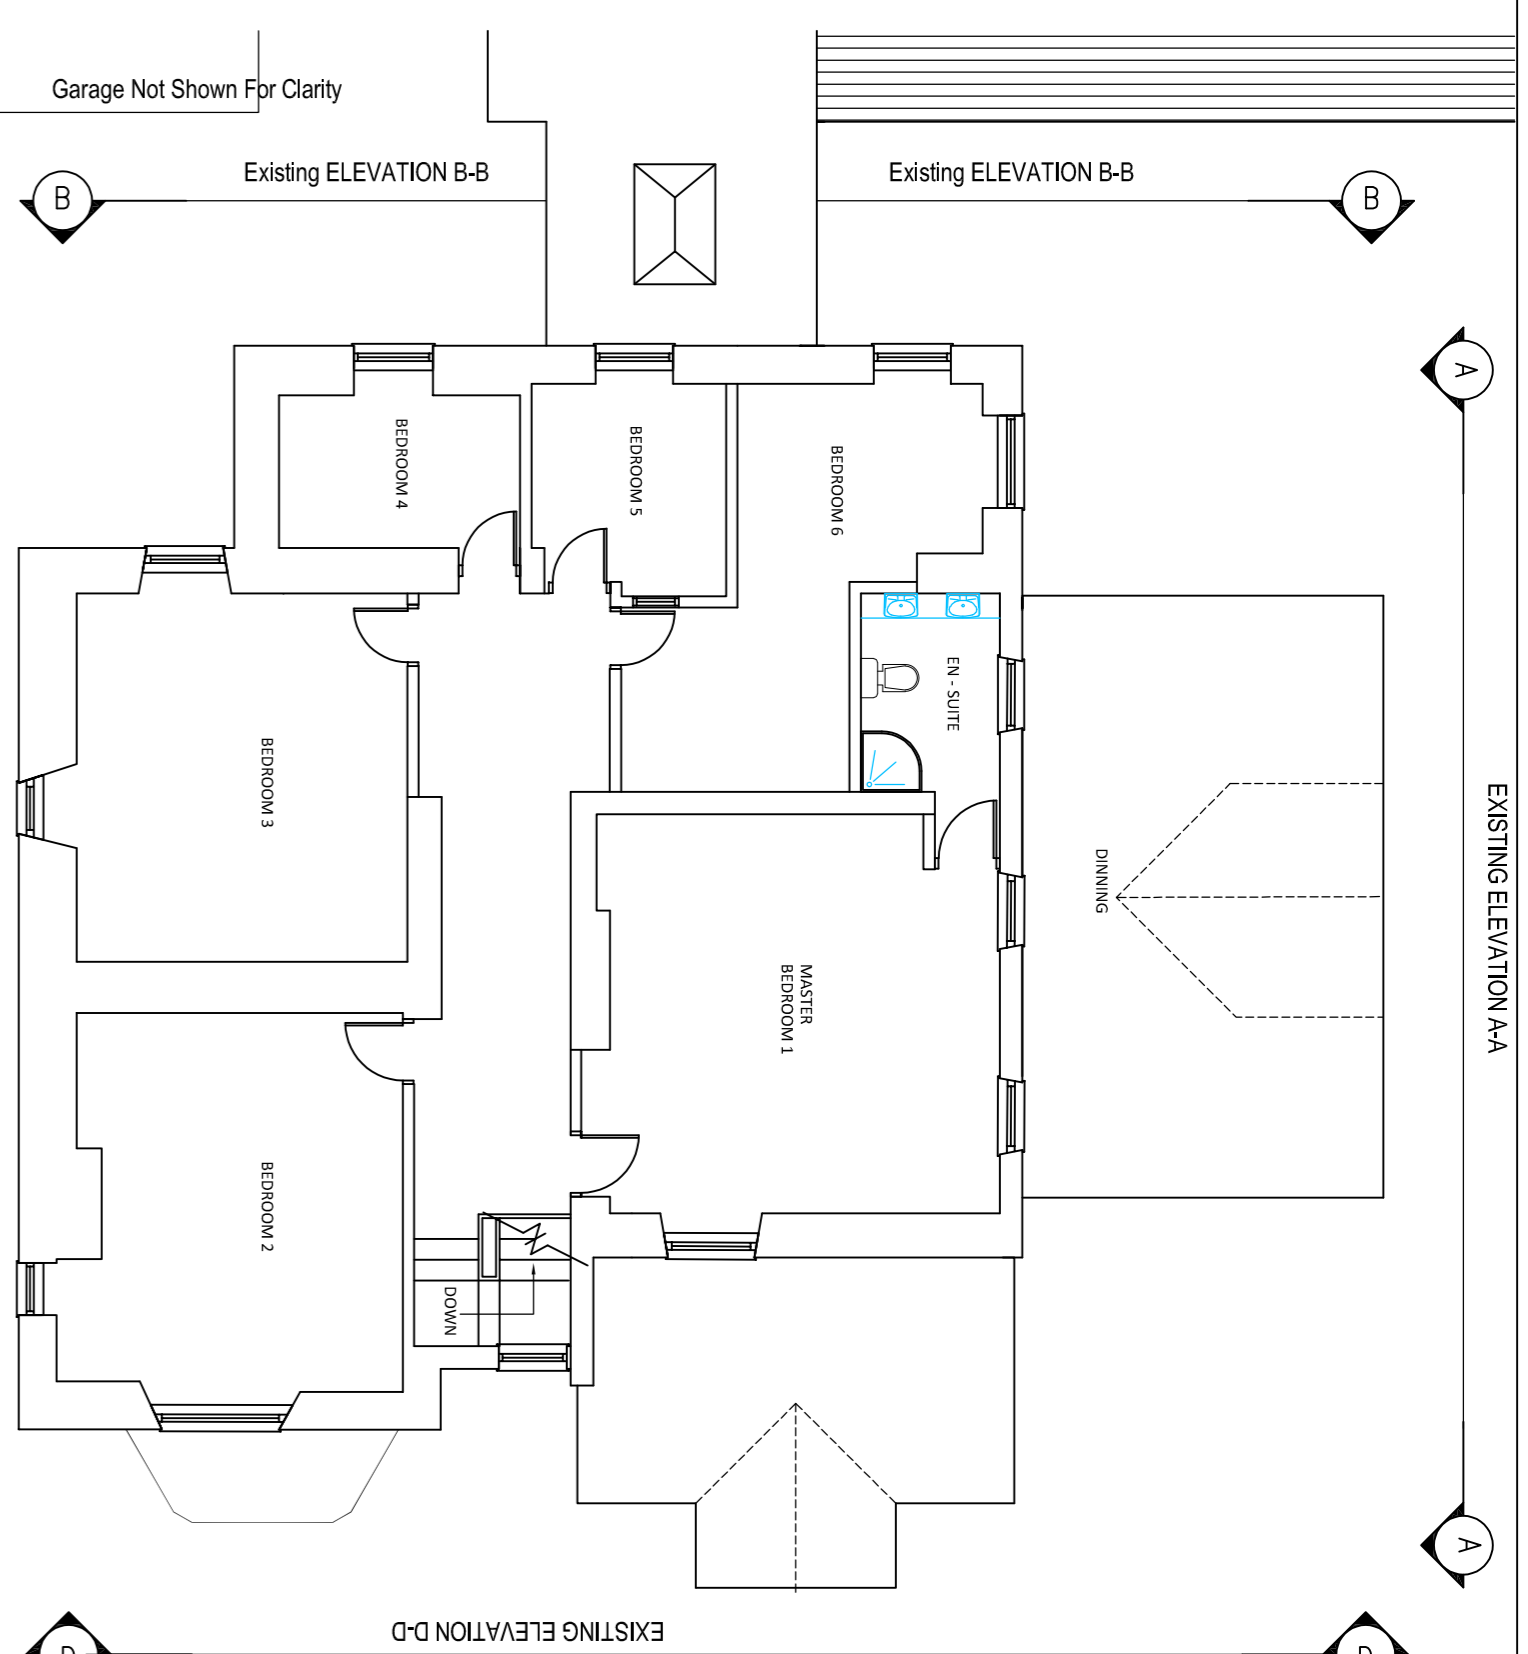 Garage Not Shown For Clarity
Existing ELEVATION B-B
Existing ELEVATION B-B
B
B
A
BEDROOM 4
BEDROOM 5
BEDROOM 6
EN - SUITE
BEDROOM 3
DINNING
EXISTING ELEVATION A-A
MASTER
BEDROOM 1
BEDROOM 2
DOWN
A
EXISTING ELEVATION D-D
D
D